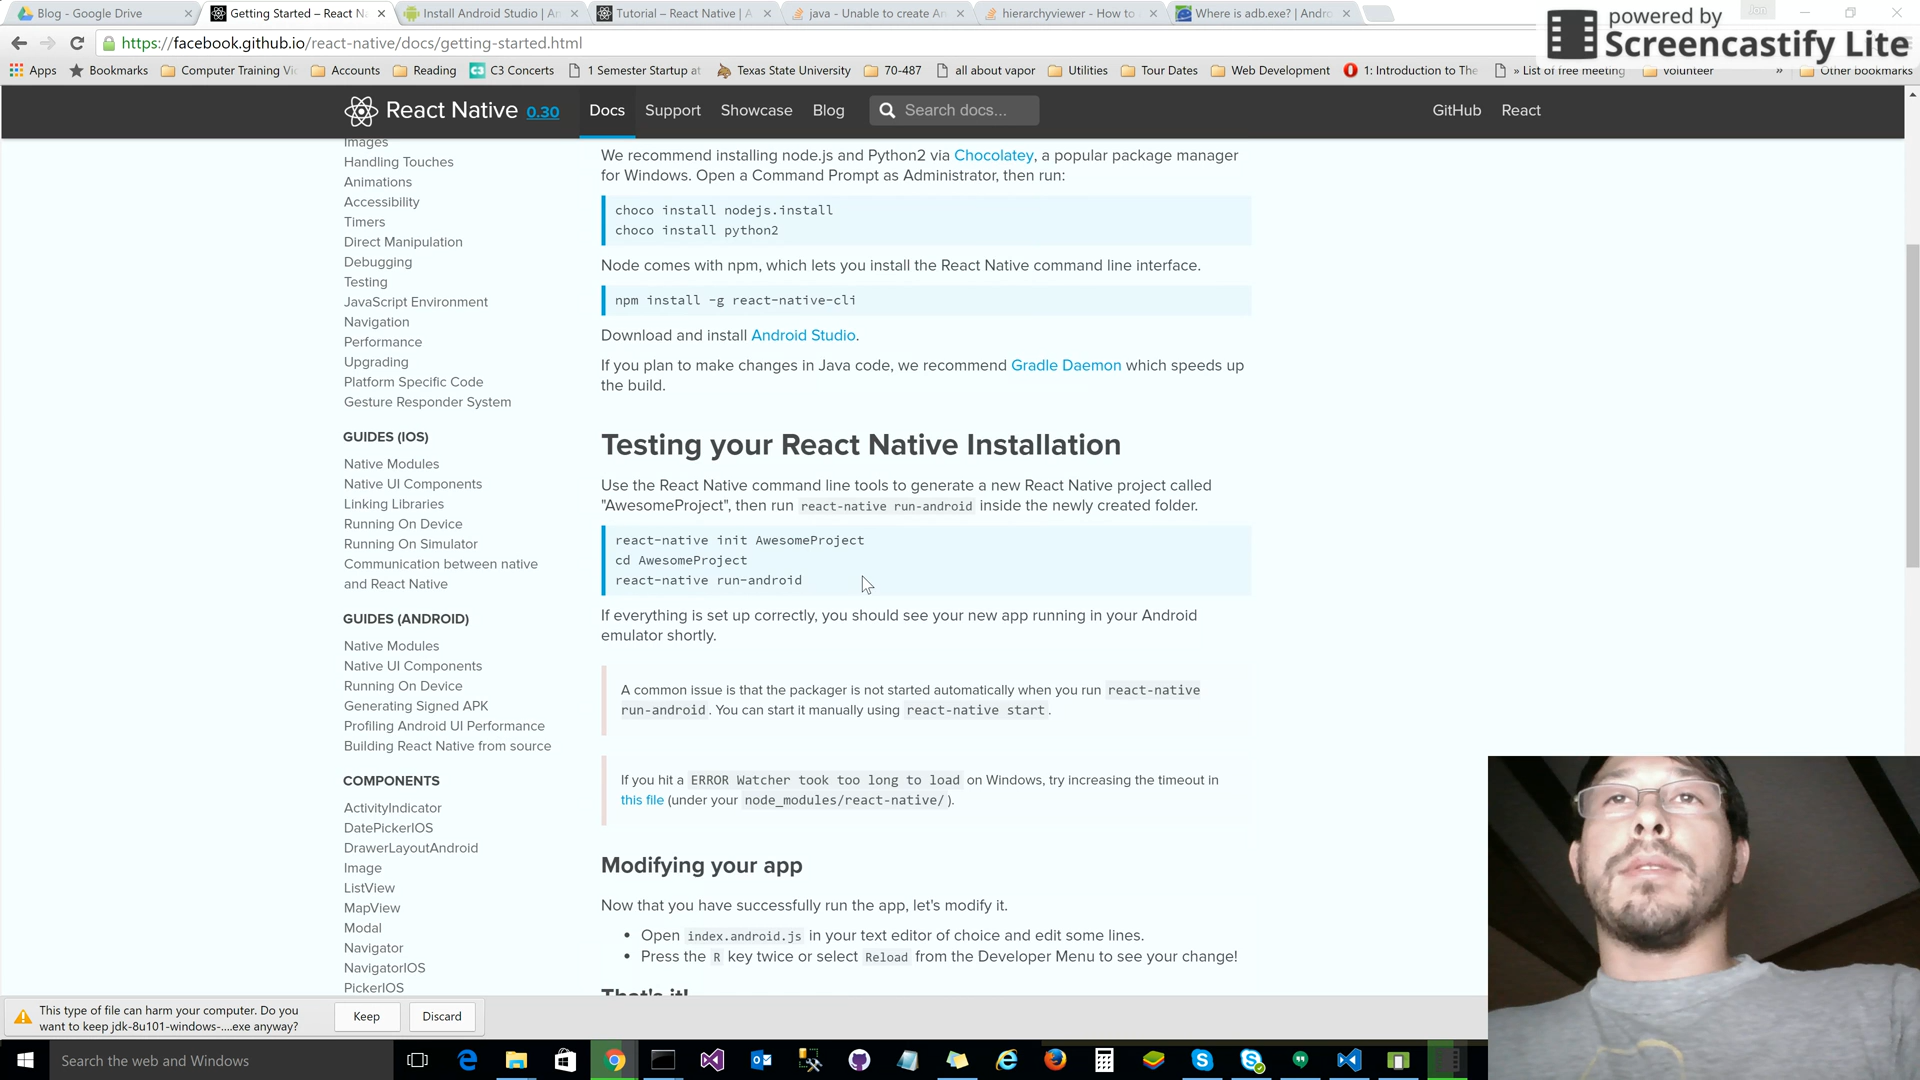 Blog - Google Drive
Getting Started – React N
Install Android Studio | An
Tutorial – React Native | A
java - Unable to create An
hierarchyviewer - How to
Where is adb.exe? | Andro
Jon
powered by
Screencastify Lite
https://facebook.github.io/react-native/docs/getting-started.html
Apps
Bookmarks
Computer Training Vi
Accounts
Reading
C3 Concerts
1 Semester Startup at
Texas State University
70-487
all about vapor
Utilities
Tour Dates
Web Development
1: Introduction to The
» List of free meeting
Volunteer
»
Other bookmarks
React Native 0.30
Docs
Support
Showcase
Blog
Search docs...
GitHub
React
Images
Handling Touches
Animations
Accessibility
Timers
Direct Manipulation
Debugging
Testing
JavaScript Environment
Navigation
Performance
Upgrading
Platform Specific Code
Gesture Responder System
GUIDES (IOS)
Native Modules
Native UI Components
Linking Libraries
Running On Device
Running On Simulator
Communication between native
and React Native
GUIDES (ANDROID)
Native Modules
Native UI Components
Running On Device
Generating Signed APK
Profiling Android UI Performance
Building React Native from source
COMPONENTS
ActivityIndicator
DatePickerIOS
DrawerLayoutAndroid
Image
ListView
MapView
Modal
Navigator
NavigatorIOS
PickerIOS
We recommend installing node.js and Python2 via Chocolatey, a popular package manager
for Windows. Open a Command Prompt as Administrator, then run:
choco install nodejs.install
choco install python2
Node comes with npm, which lets you install the React Native command line interface.
npm install -g react-native-cli
Download and install Android Studio.
If you plan to make changes in Java code, we recommend Gradle Daemon which speeds up
the build.
Testing your React Native Installation
Use the React Native command line tools to generate a new React Native project called
"AwesomeProject", then run react-native run-android inside the newly created folder.
react-native init AwesomeProject
cd AwesomeProject
react-native run-android
If everything is set up correctly, you should see your new app running in your Android
emulator shortly.
A common issue is that the packager is not started automatically when you run react-native
run-android. You can start it manually using react-native start.
If you hit a ERROR Watcher took too long to load on Windows, try increasing the timeout in
this file (under your node_modules/react-native/).
Modifying your app
Now that you have successfully run the app, let's modify it.
• Open index.android.js in your text editor of choice and edit some lines.
• Press the R key twice or select Reload from the Developer Menu to see your change!
That's it!
This type of file can harm your computer. Do you
want to keep jdk-8u101-windows-....exe anyway?
Keep
Discard
Search the web and Windows